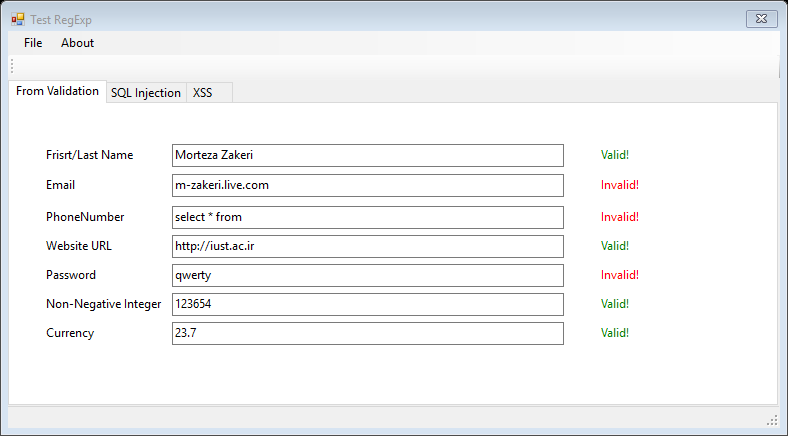 Test RegExp
File About
From Validation SQL Injection XSS
Frisrt/Last Name Morteza Zakeri Valid!
Email m-zakeri.live.com Invalid!
PhoneNumber select * from Invalid!
Website URL http://iust.ac.ir Valid!
Password qwerty Invalid!
Non-Negative Integer 123654 Valid!
Currency 23.7 Valid!